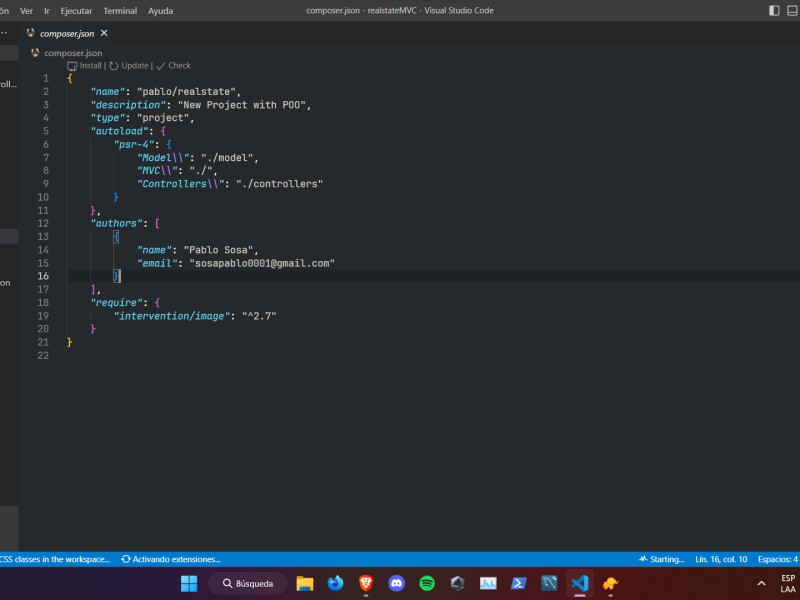 ón Ver Ir Ejecutar Terminal Ayuda
composer.json - realstateMVC - Visual Studio Code
composer.json
composer.json
Install | Update | Check
oll...
on
1 {
2 "name": "pablo/realstate",
3 "description": "New Project with POO",
4 "type": "project",
5 "autoload": {
6 "psr-4": {
7 "Model\\": "./model",
8 "MVC\\": "./",
9 "Controllers\\": "./controllers"
10 }
11 },
12 "authors": [
13 {
14 "name": "Pablo Sosa",
15 "email": "sosapablo0001@gmail.com"
16 }
17 ],
18 "require": {
19 "intervention/image": "^2.7"
20 }
21 }
22
CSS classes in the workspace... Activando extensiones... Starting... Lín. 16, col. 10 Espacios: 4
Búsqueda
ESP
LAA